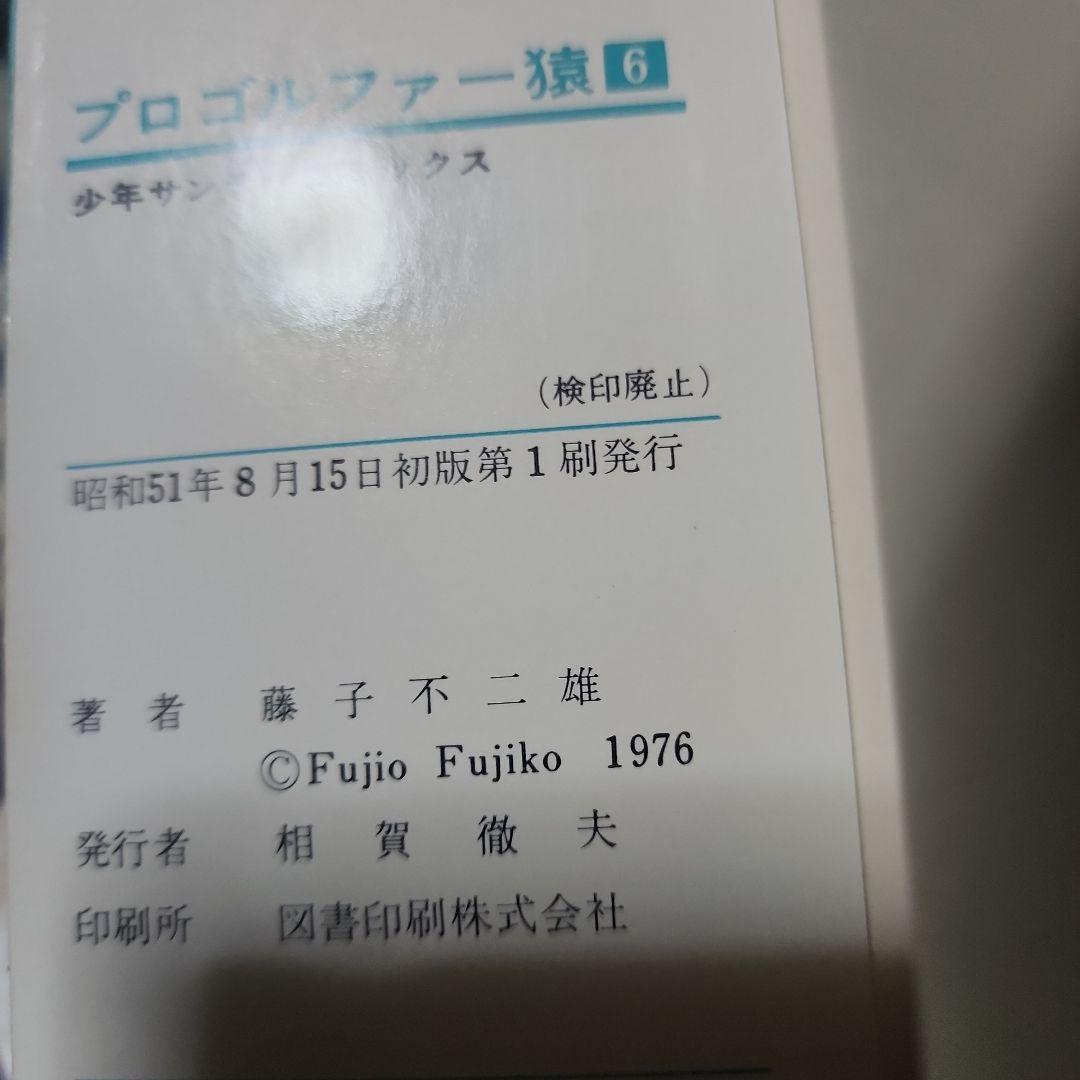 プロゴルファー猿 6
少年サン ックス
(検印廃止)
昭和51年8月15日初版第1刷発行
著者 藤子不二雄
©Fujio Fujiko 1976
発行者 相賀徹夫
印刷所 図書印刷株式会社